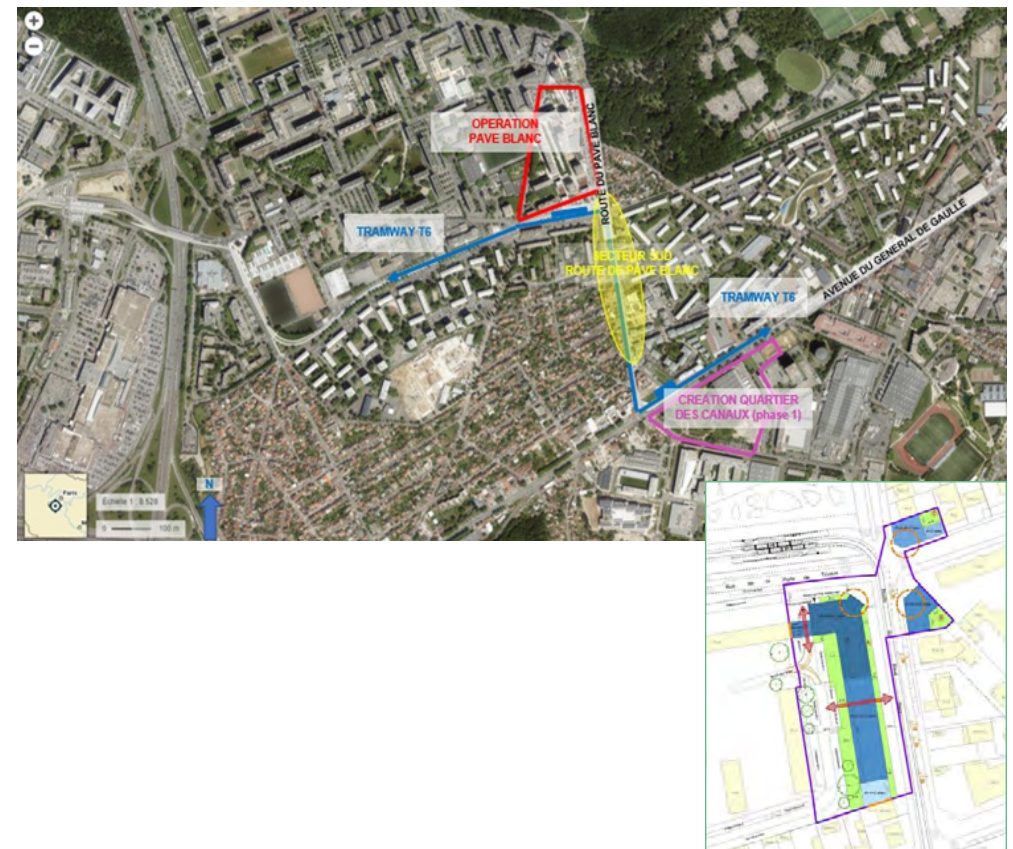 +
−
OPERATION
PAVE BLANC
ROUTE DU PAVE BLANC
TRAMWAY T6
SECTEUR SUD
ROUTE DE PAVE BLANC
TRAMWAY T6
AVENUE DU GENERAL DE GAULLE
CREATION QUARTIER
DES CANAUX (phase 1)
Paris
N
Echelle 1 : 8 528
0 100 m